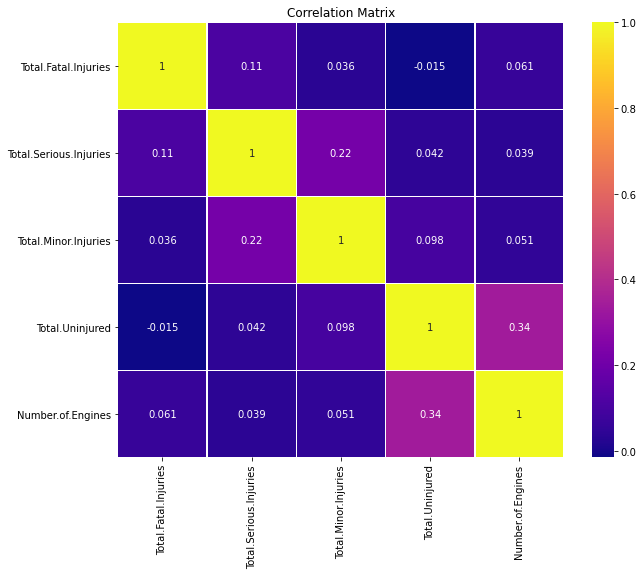 Correlation Matrix
Total.Fatal.Injuries 1 0.11 0.036 -0.015 0.061
Total.Serious.Injuries 0.11 1 0.22 0.042 0.039
Total.Minor.Injuries 0.036 0.22 1 0.098 0.051
Total.Uninjured -0.015 0.042 0.098 1 0.34
Number.of.Engines 0.061 0.039 0.051 0.34 1
Total.Fatal.Injuries
Total.Serious.Injuries
Total.Minor.Injuries
Total.Uninjured
Number.of.Engines
1.0
0.8
0.6
0.4
0.2
0.0